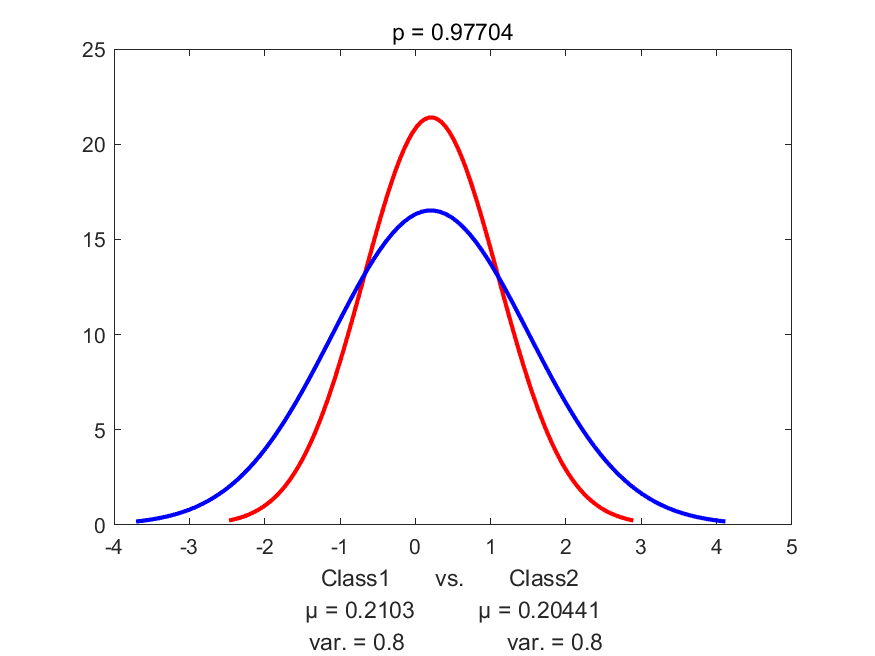 p = 0.97704
25
20
15
10
5
0
-4 -3 -2 -1 0 1 2 3 4 5
Class1 vs. Class2
μ = 0.2103 μ = 0.20441
var. = 0.8 var. = 0.8